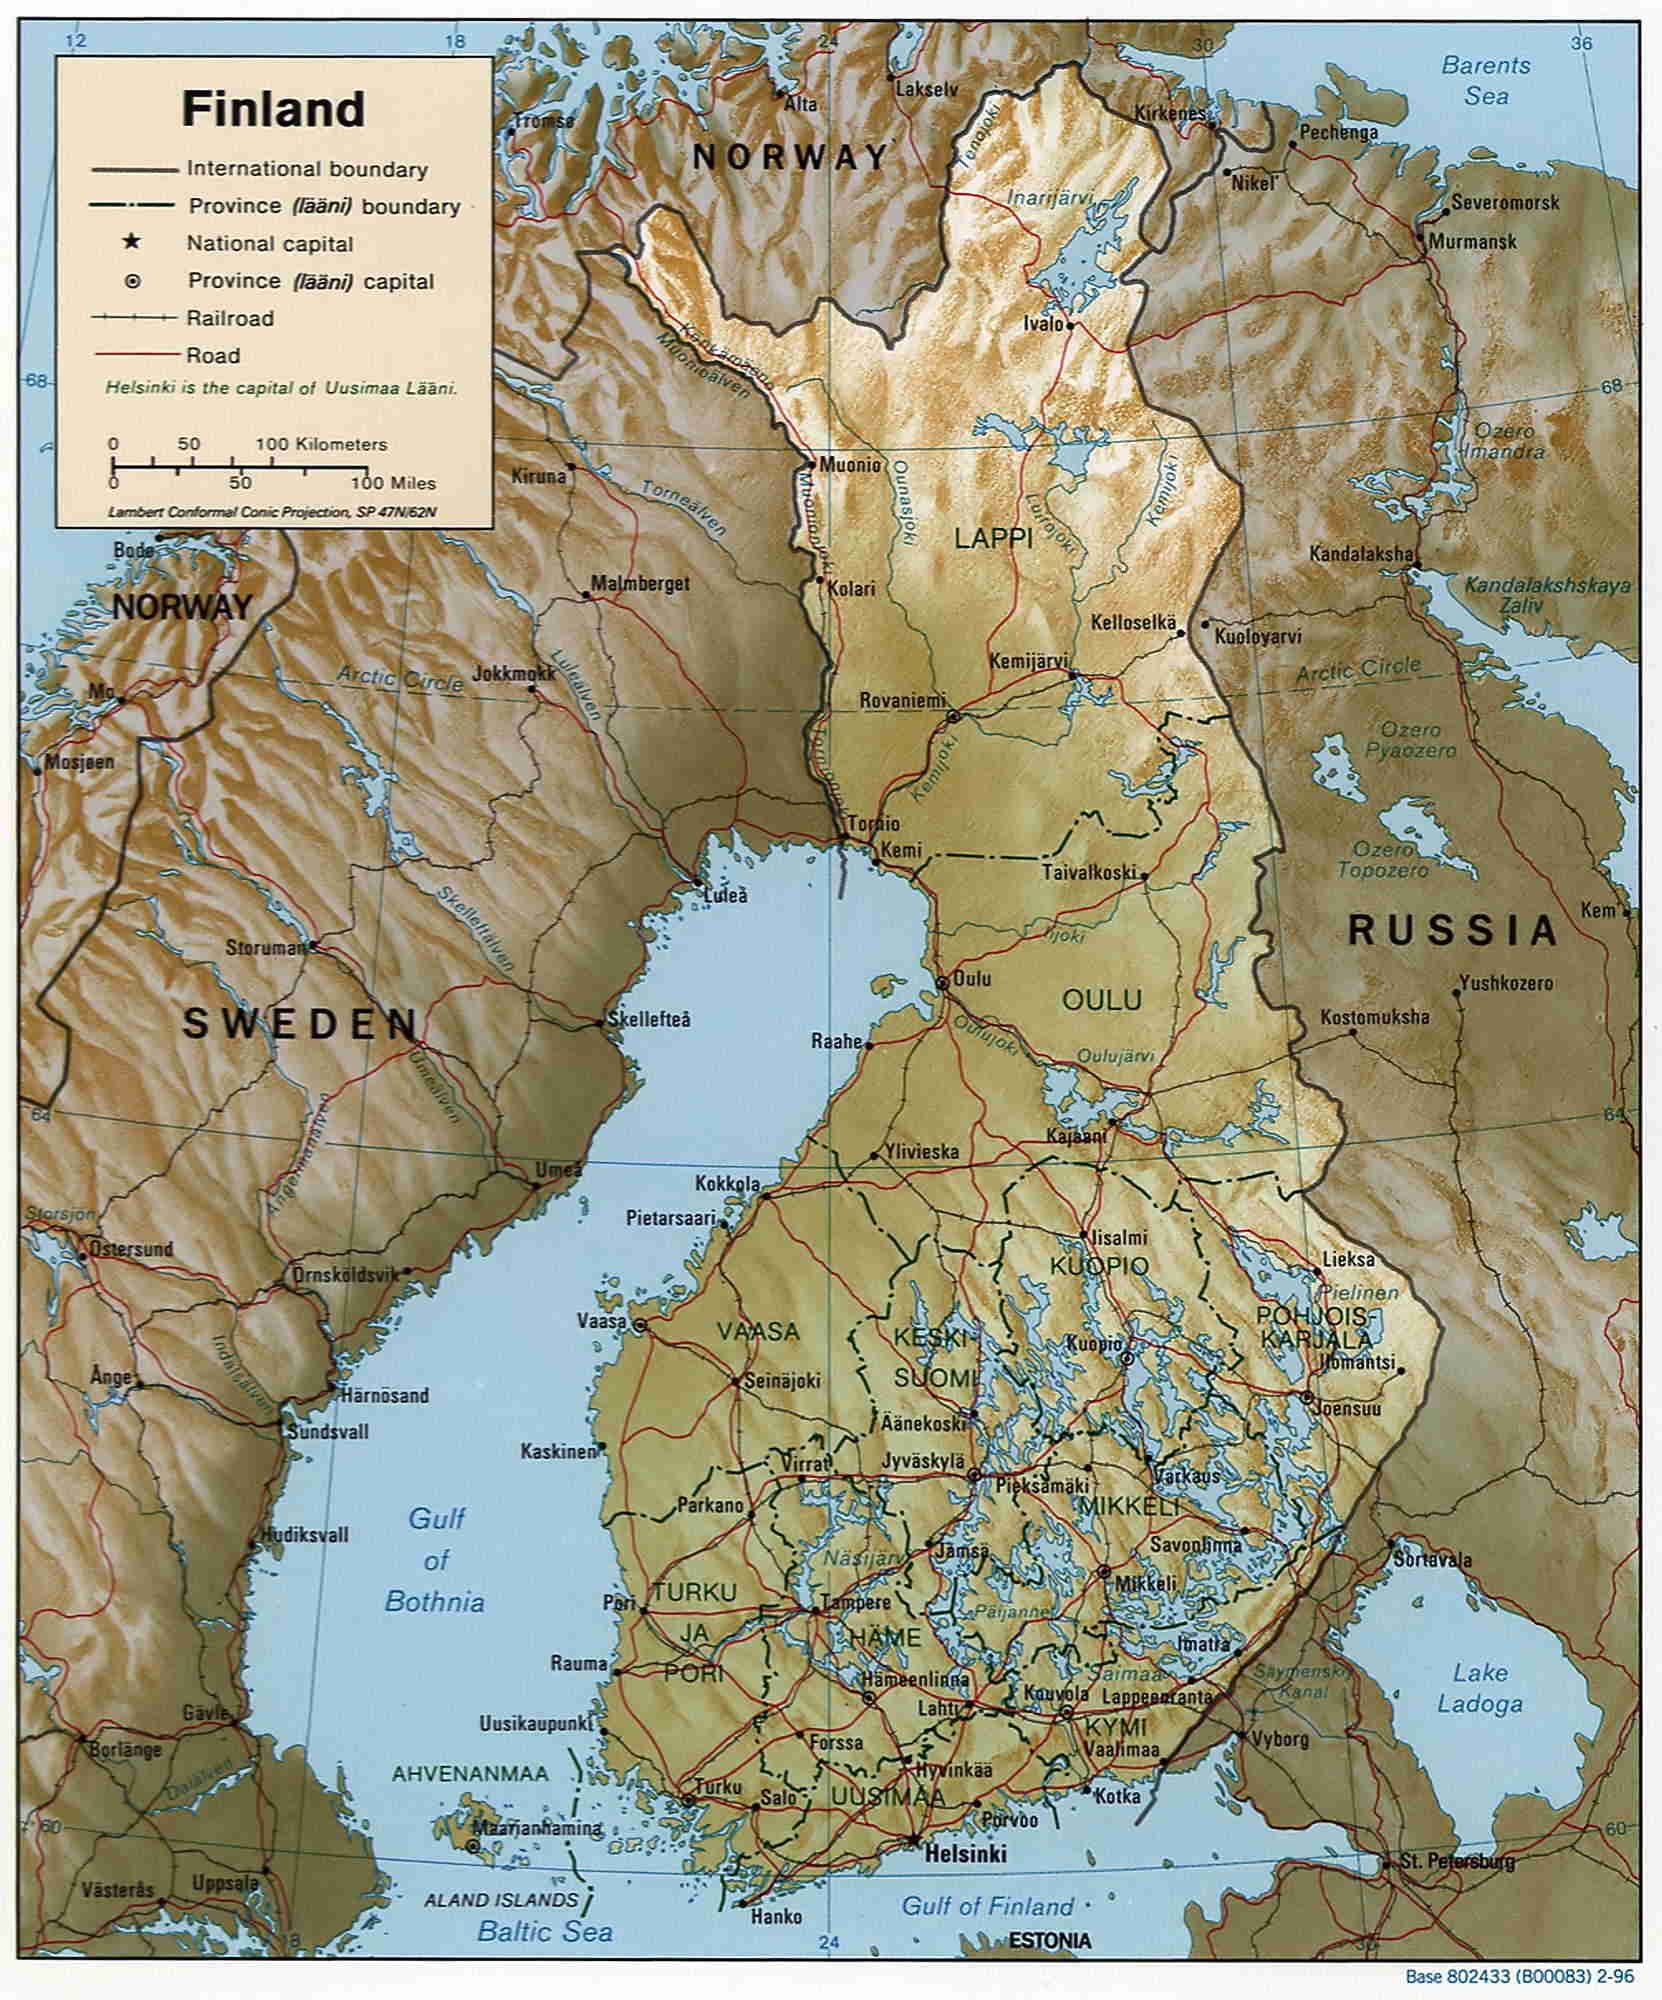 12
18
24
30
36
Finland
International boundary
Province (lääni) boundary
National capital
Province (lääni) capital
Railroad
Road
Helsinki is the capital of Uusimaa Lääni.
0 50 100 Kilometers
0 50 100 Miles
Lambert Conformal Conic Projection, SP 47N/62N
Barents
Sea
Tromsø
Alta
Lakselv
Tenojoki
Kirkenes
Pechenga
NORWAY
Nikel'
Inarijärvi
Severomorsk
Murmansk
Ivalo
Könkämäeno
Muonioälven
68
68
Ozero
Imandra
Kiruna
Muonio
Torneälven
Ounasjoki
Muonionjoki
Luirojoki
Kemijoki
LAPPI
Bodø
Kandalaksha
Malmberget
Kolari
Kandalakshskaya
Zaliv
NORWAY
Kelloselkä
Kuoloyarvi
Arctic Circle
Jokkmokk
Luleälven
Kemijärvi
Arctic Circle
Mo
Rovaniemi
Mosjøen
Tornionjoki
Kemijoki
Ozero
Pyaozero
Tornio
Kemi
Ozero
Topozero
Taivalkoski
Luleå
Kem'
Skellefteälven
Storuman
Iijoki
RUSSIA
Oulu
OULU
Yushkozero
SWEDEN
Skellefteå
Raahe
Oulujoki
Oulujärvi
Kostomuksha
Umeälven
64
64
Ångermanälven
Kajaani
Ylivieska
Umeå
Kokkola
Pietarsaari
Storsjön
Östersund
Iisalmi
Lieksa
Örnsköldsvik
KUOPIO
Pielinen
Vaasa
VAASA
KESKI-
SUOMI
Kuopio
POHJOIS-
KARJALA
Ilomantsi
Indalsälven
Ånge
Härnösand
Seinäjoki
Joensuu
Sundsvall
Äänekoski
Kaskinen
Virrat
Jyväskylä
Pieksämäki
Varkaus
Parkano
MIKKELI
Gulf
of
Bothnia
Hudiksvall
Savonlinna
Näsijärvi
Jämsä
Sortavala
Mikkeli
Pori
TURKU
JA
PORI
Tampere
Päijänne
HÄME
Imatra
Rauma
Hämeenlinna
Saimaa
Saymenskiy
Kanal
Lake
Ladoga
Lahti
Kouvola
Lappeenranta
Gävle
Uusikaupunki
KYMI
Vaalimaa
Vyborg
Borlänge
Forssa
Dalälven
AHVENANMAA
Hyvinkää
Turku
Salo
UUSIMAA
Kotka
Porvoo
60
60
Maarianhamina
Helsinki
St. Petersburg
Västerås
Uppsala
ALAND ISLANDS
Hanko
Gulf of Finland
Baltic Sea
18
24
ESTONIA
30
Base 802433 (B00083) 2-96